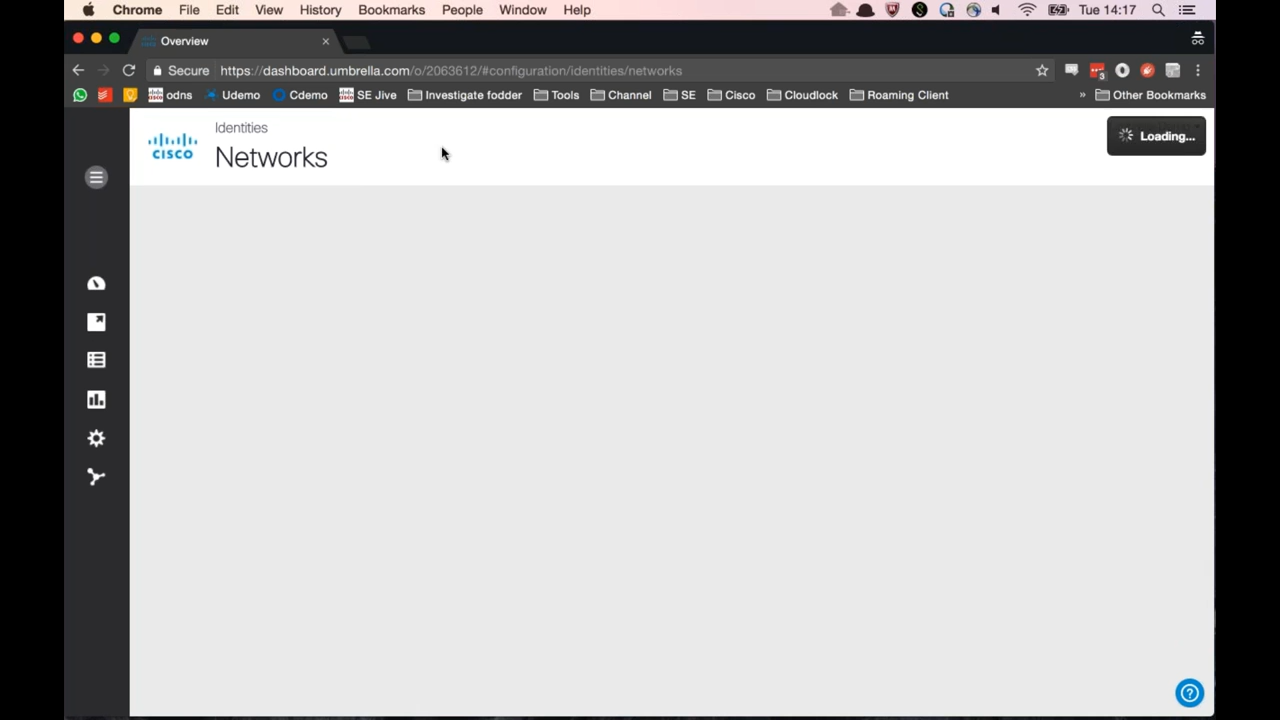 Chrome File Edit View History Bookmarks People Window Help Tue 14:17
Overview
Secure https://dashboard.umbrella.com/o/2063612/#configuration/identities/networks 3
odns Udemo Cdemo SE Jive Investigate fodder Tools Channel SE Cisco Cloudlock Roaming Client » Other Bookmarks
Identities
Networks
CISCO
Loading...